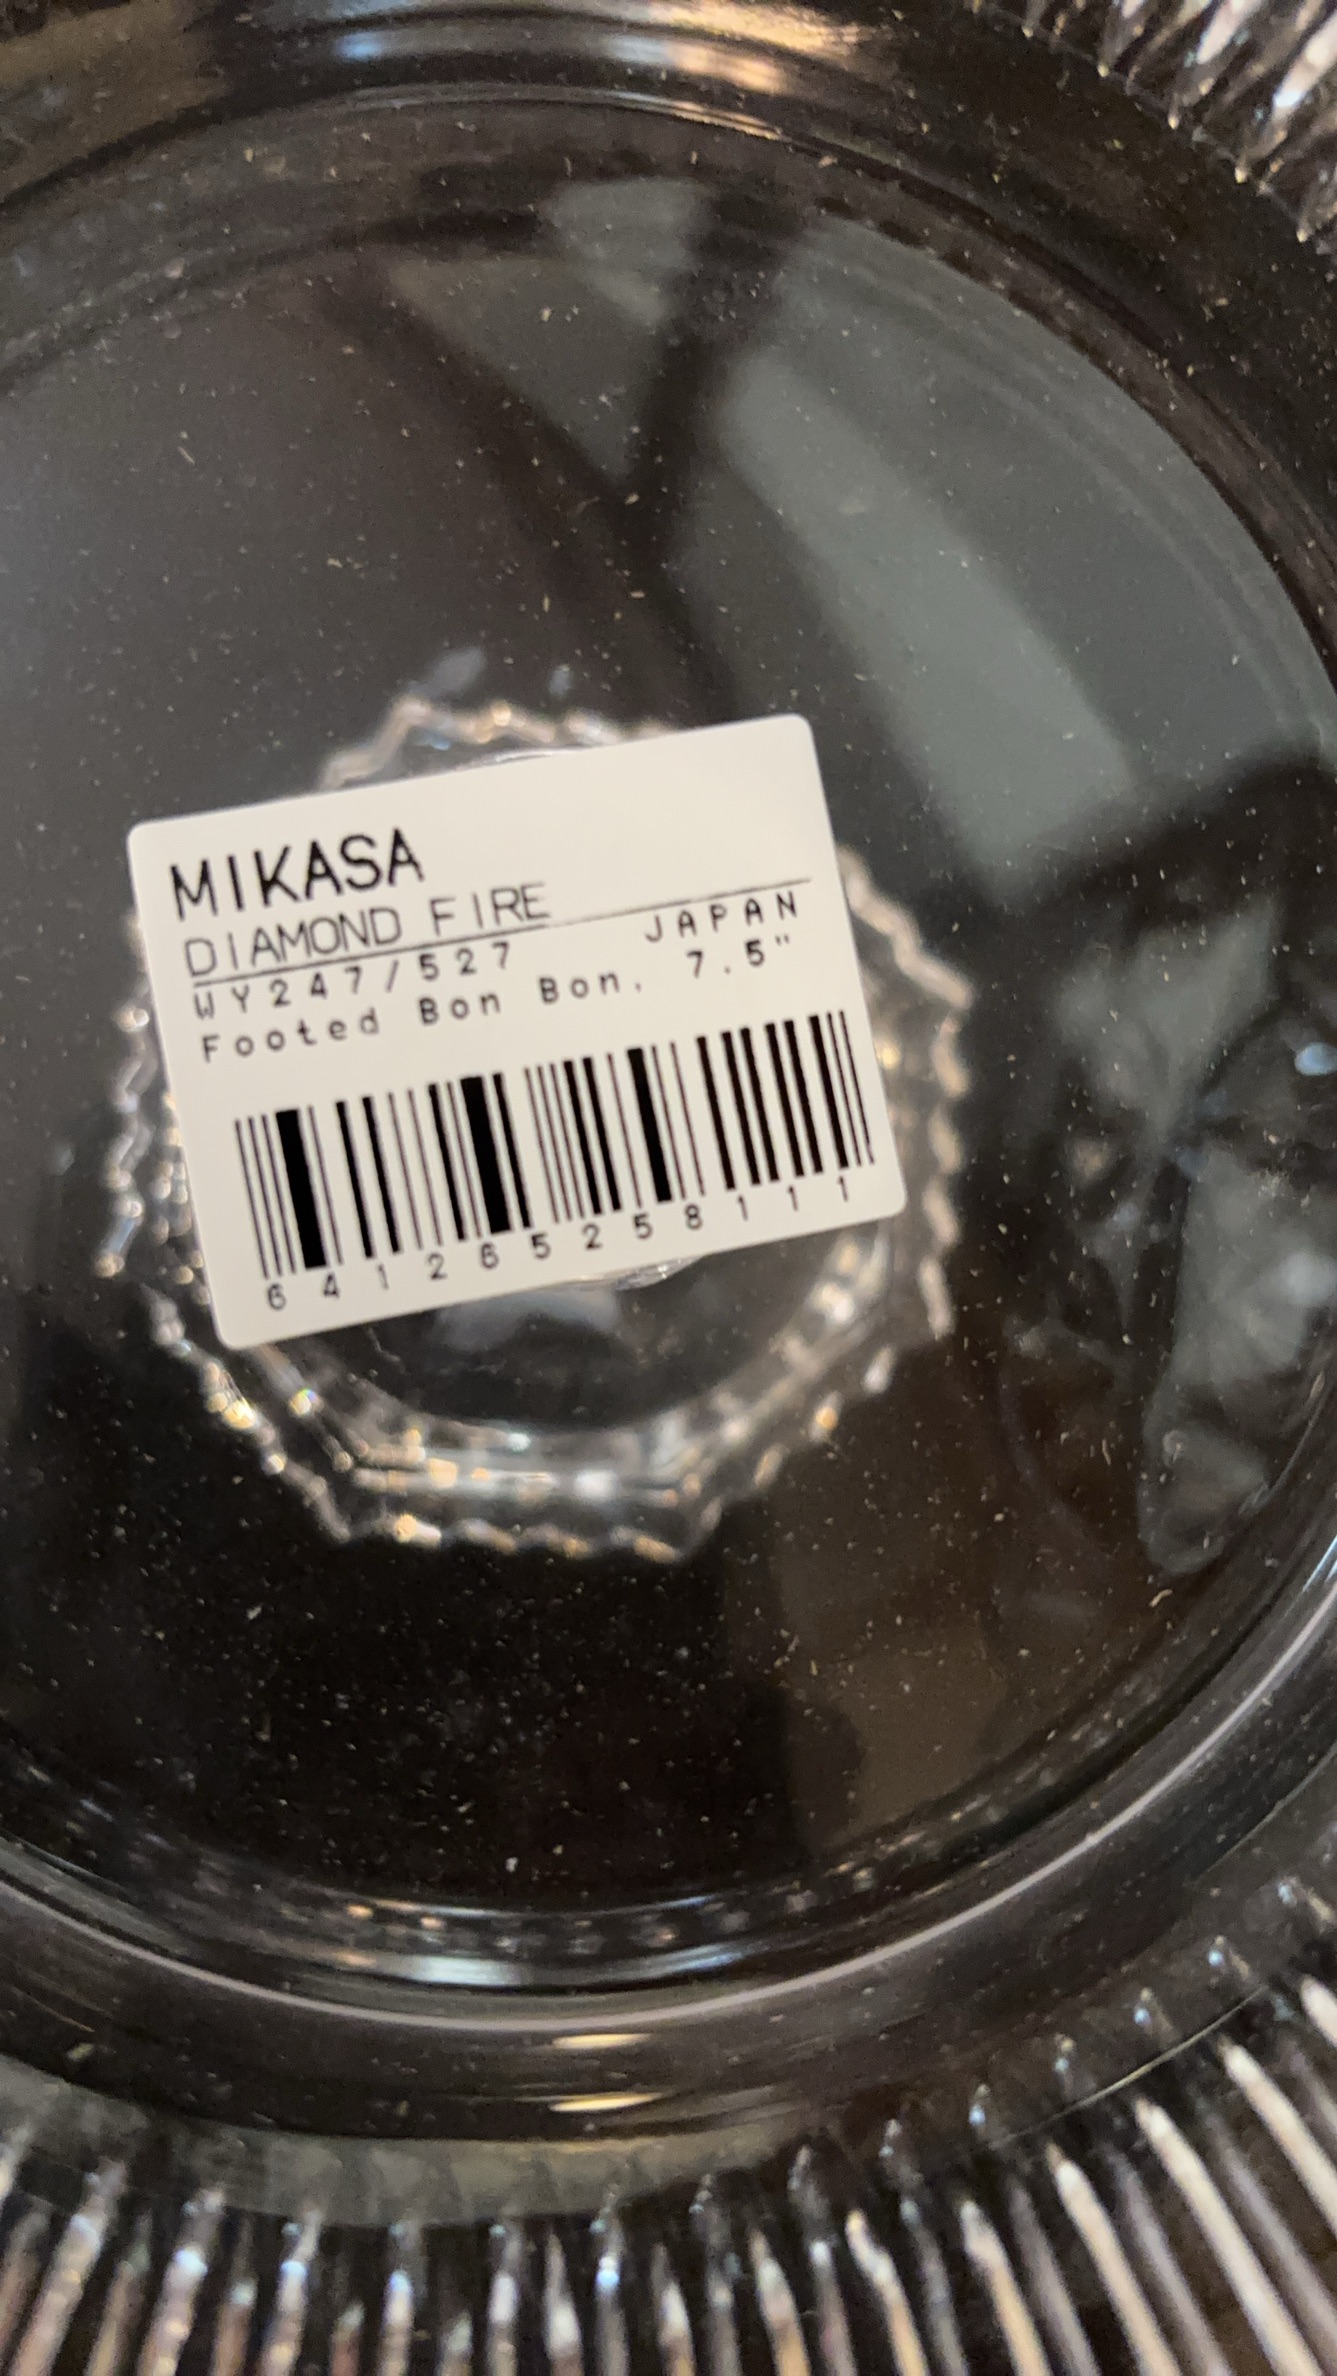 MIKASA
DIAMOND FIRE
WY247/527 JAPAN
Footed Bon Bon, 7.5"
641265258111